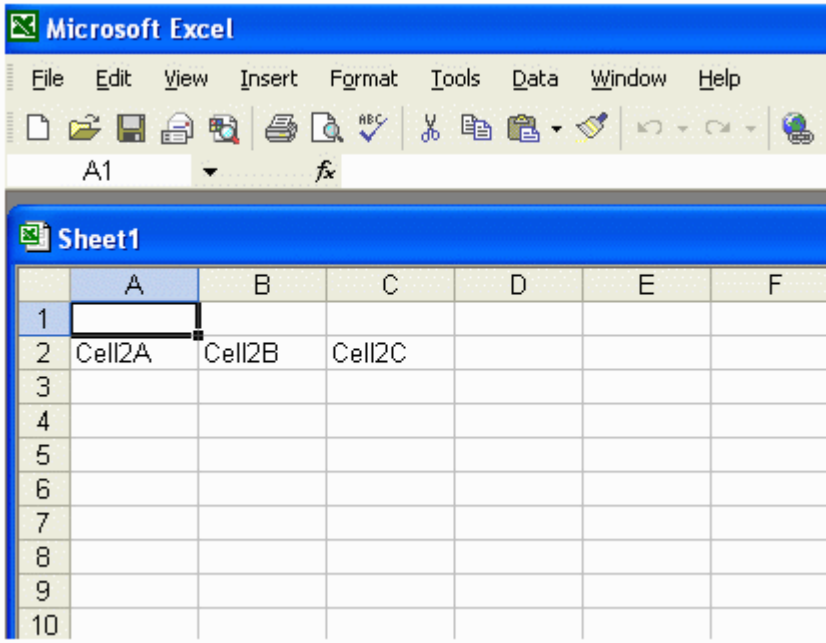 Microsoft Excel
File Edit View Insert Format Tools Data Window Help
ABC
A1 fx
Sheet1
A B C D E F
1
2 Cell2A Cell2B Cell2C
3
4
5
6
7
8
9
10